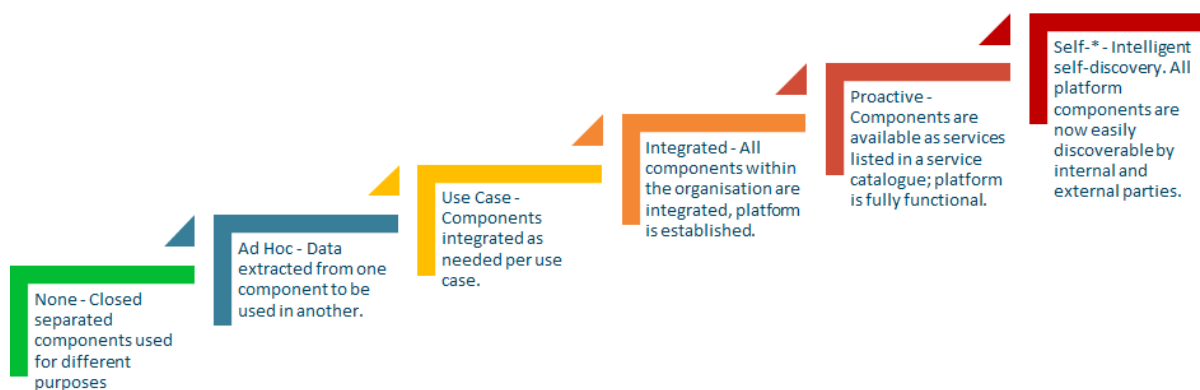 None - Closed
separated
components used
for different
purposes
Ad Hoc - Data
extracted from one
component to be
used in another.
Use Case -
Components
integrated as
needed per use
case.
Integrated - All
components within
the organisation are
integrated, platform
is established.
Proactive -
Components are
available as services
listed in a service
catalogue; platform
is fully functional.
Self-* - Intelligent
self-discovery. All
platform
components are
now easily
discoverable by
internal and
external parties.